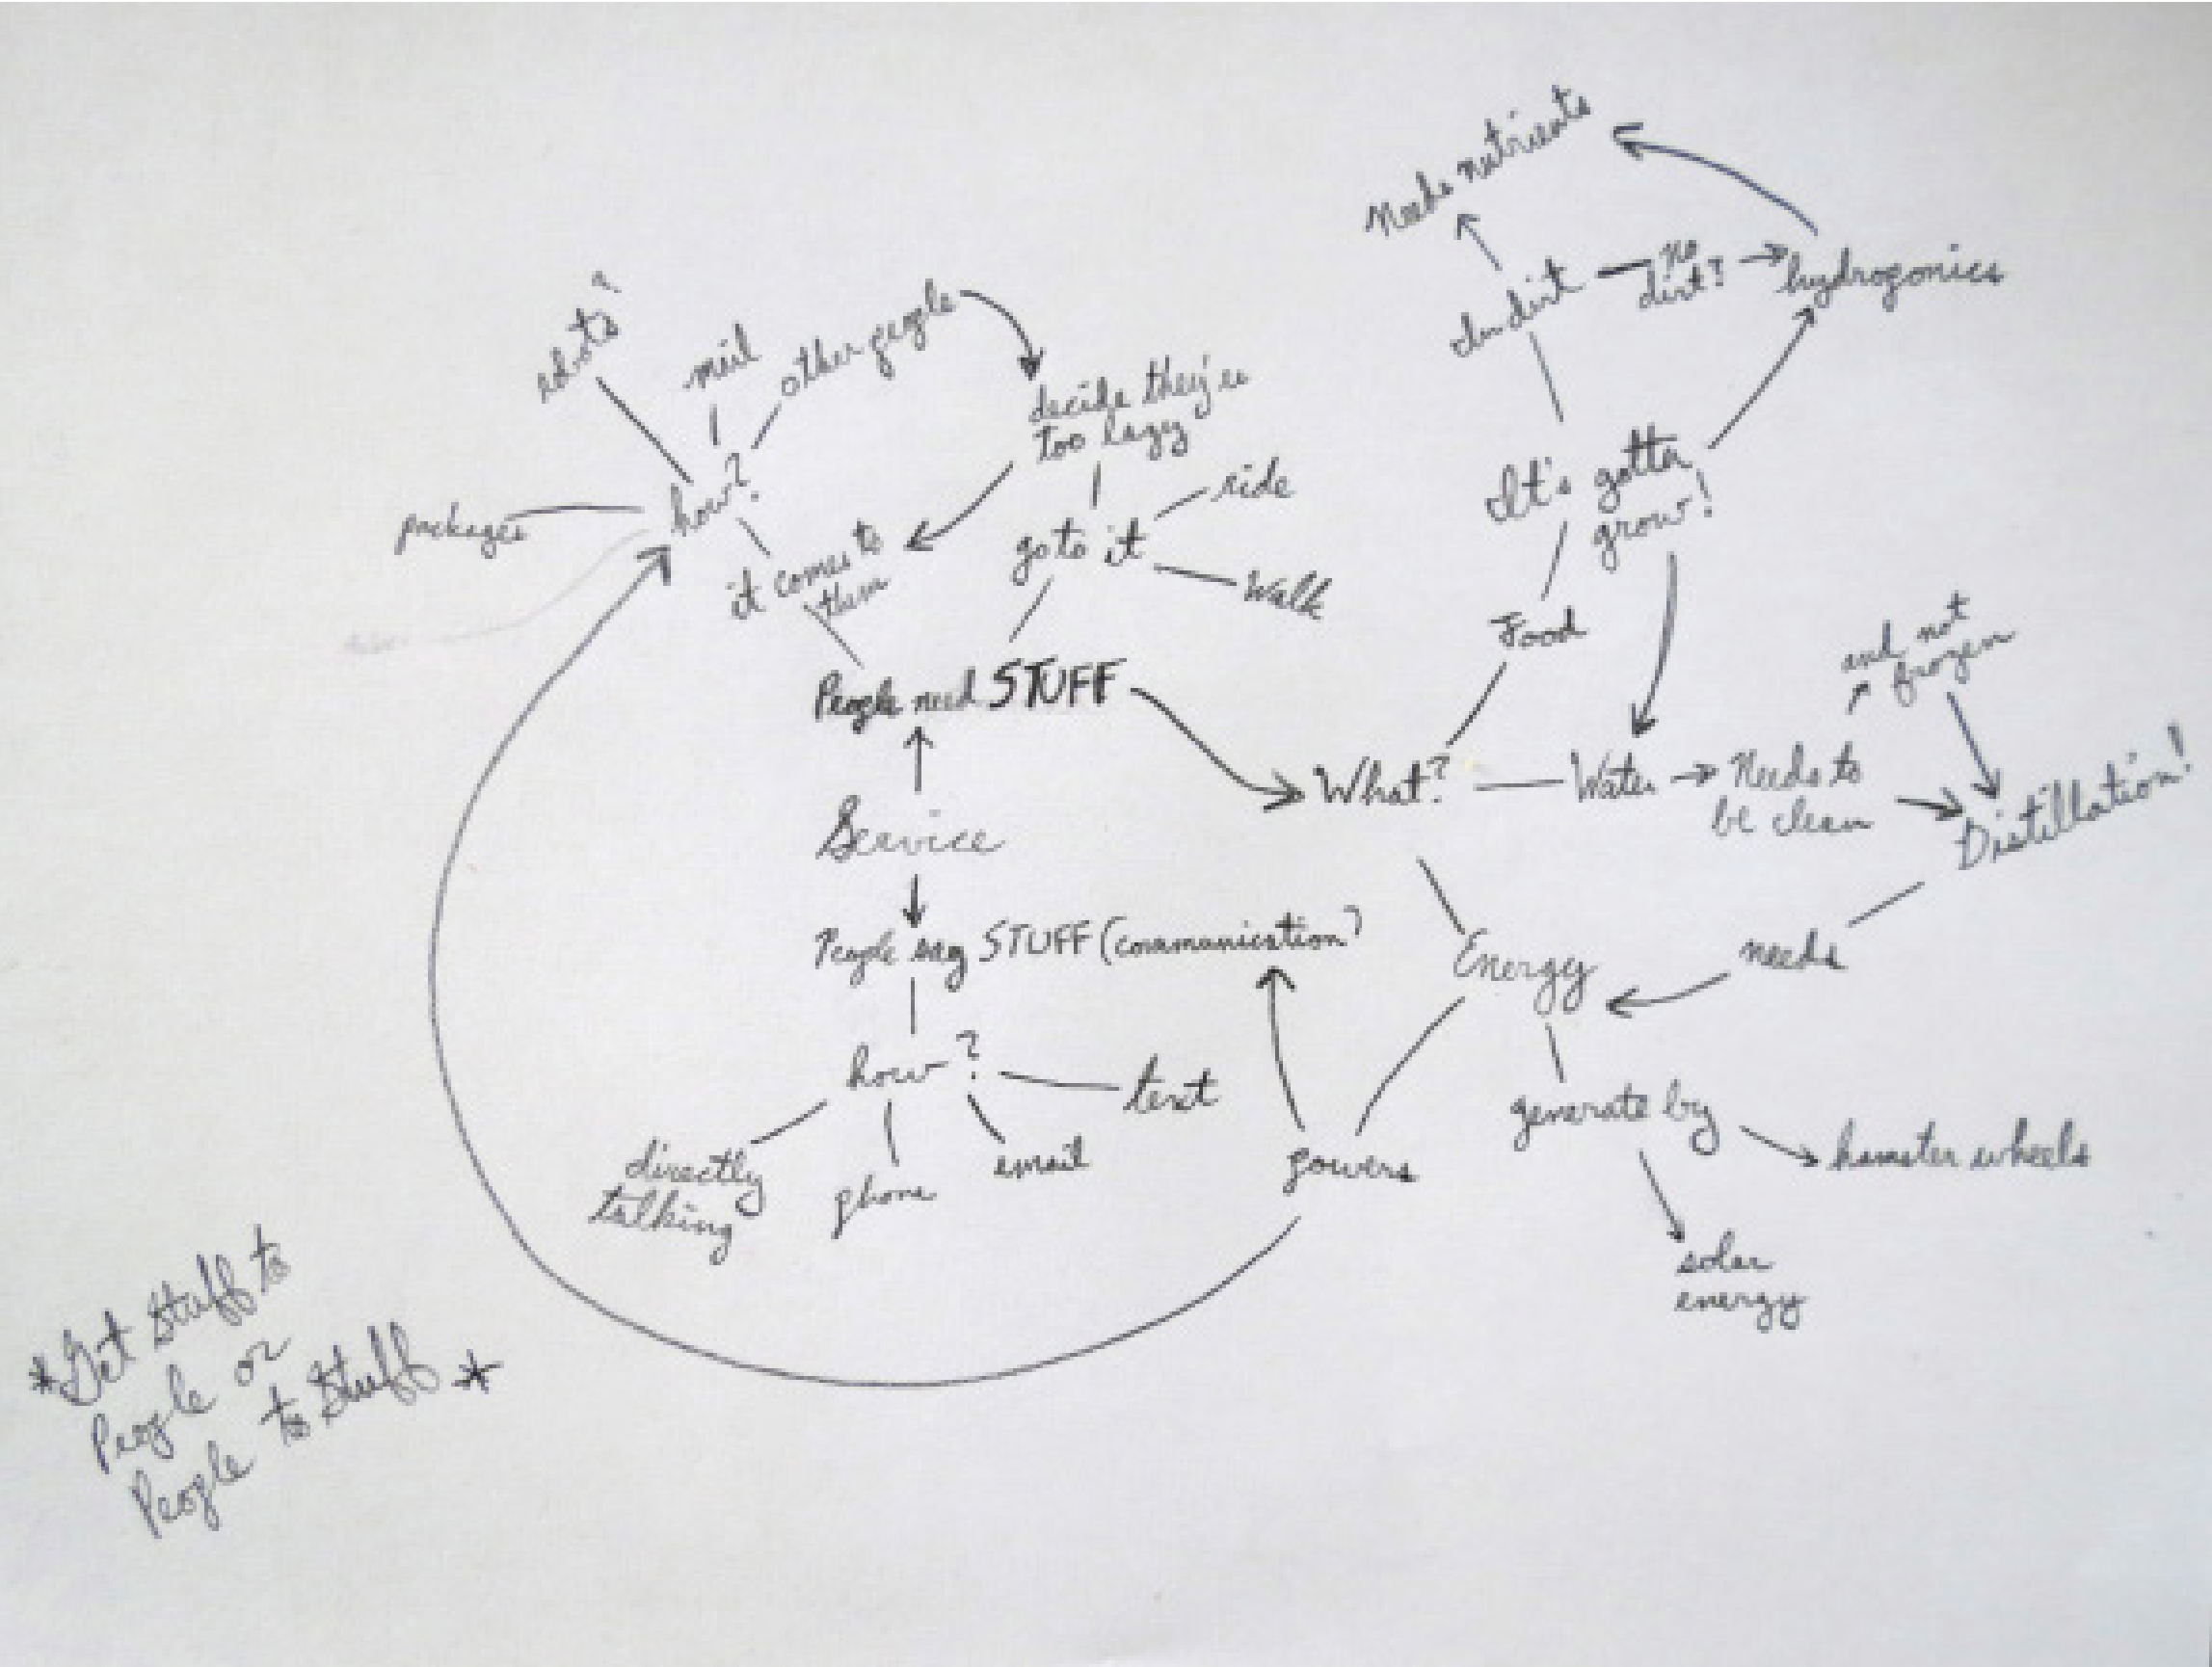 Needs nutrients
In dirt
no
dirt?
hydroponics
robots?
mail
other people
decide they're
too lazy
how?
packages
it comes to
them
go to it
ride
walk
It's gotta
grow!
Food
and not
frozen
People need STUFF
What?
Water
Needs to
be clean
Distillation!
Service
People say STUFF (communication)
Energy
needs
how?
text
directly
talking
phone
email
powers
generate by
hamster wheels
solar
energy
*Get Stuff to
People or
People to Stuff*